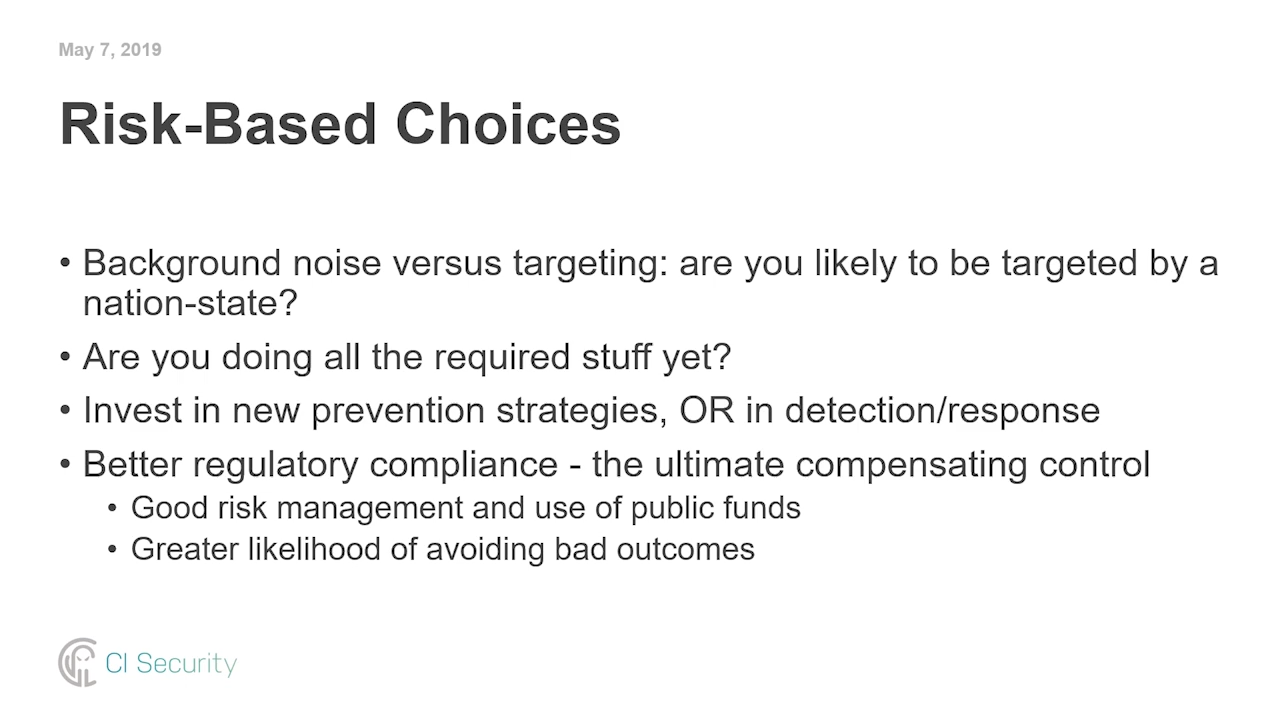 May 7, 2019
Risk-Based Choices
• Background noise versus targeting: are you likely to be targeted by a
nation-state?
• Are you doing all the required stuff yet?
• Invest in new prevention strategies, OR in detection/response
• Better regulatory compliance - the ultimate compensating control
• Good risk management and use of public funds
• Greater likelihood of avoiding bad outcomes
CI Security